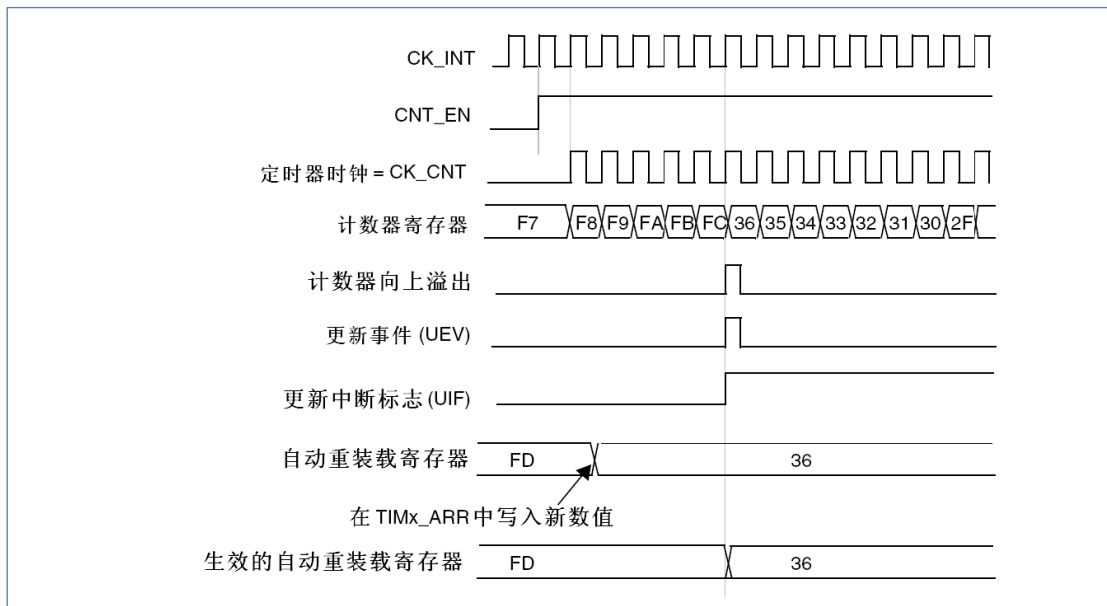 CK_INT
CNT_EN
定时器时钟 = CK_CNT
计数器寄存器 F7 F8 F9 FA FB FC 36 35 34 33 32 31 30 2F
计数器向上溢出
更新事件 (UEV)
更新中断标志 (UIF)
自动重装载寄存器 FD 36
在 TIMx_ARR 中写入新数值
生效的自动重装载寄存器 FD 36